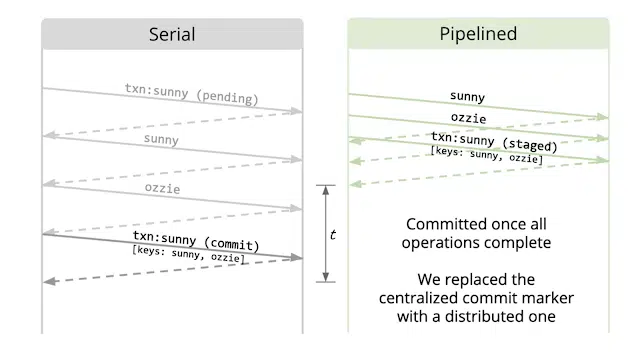 Serial
txn:sunny (pending)
sunny
ozzie
txn:sunny (commit)
[keys: sunny, ozzie]
t
Pipelined
sunny
ozzie
txn:sunny (staged)
[keys: sunny, ozzie]
Committed once all
operations complete
We replaced the
centralized commit marker
with a distributed one